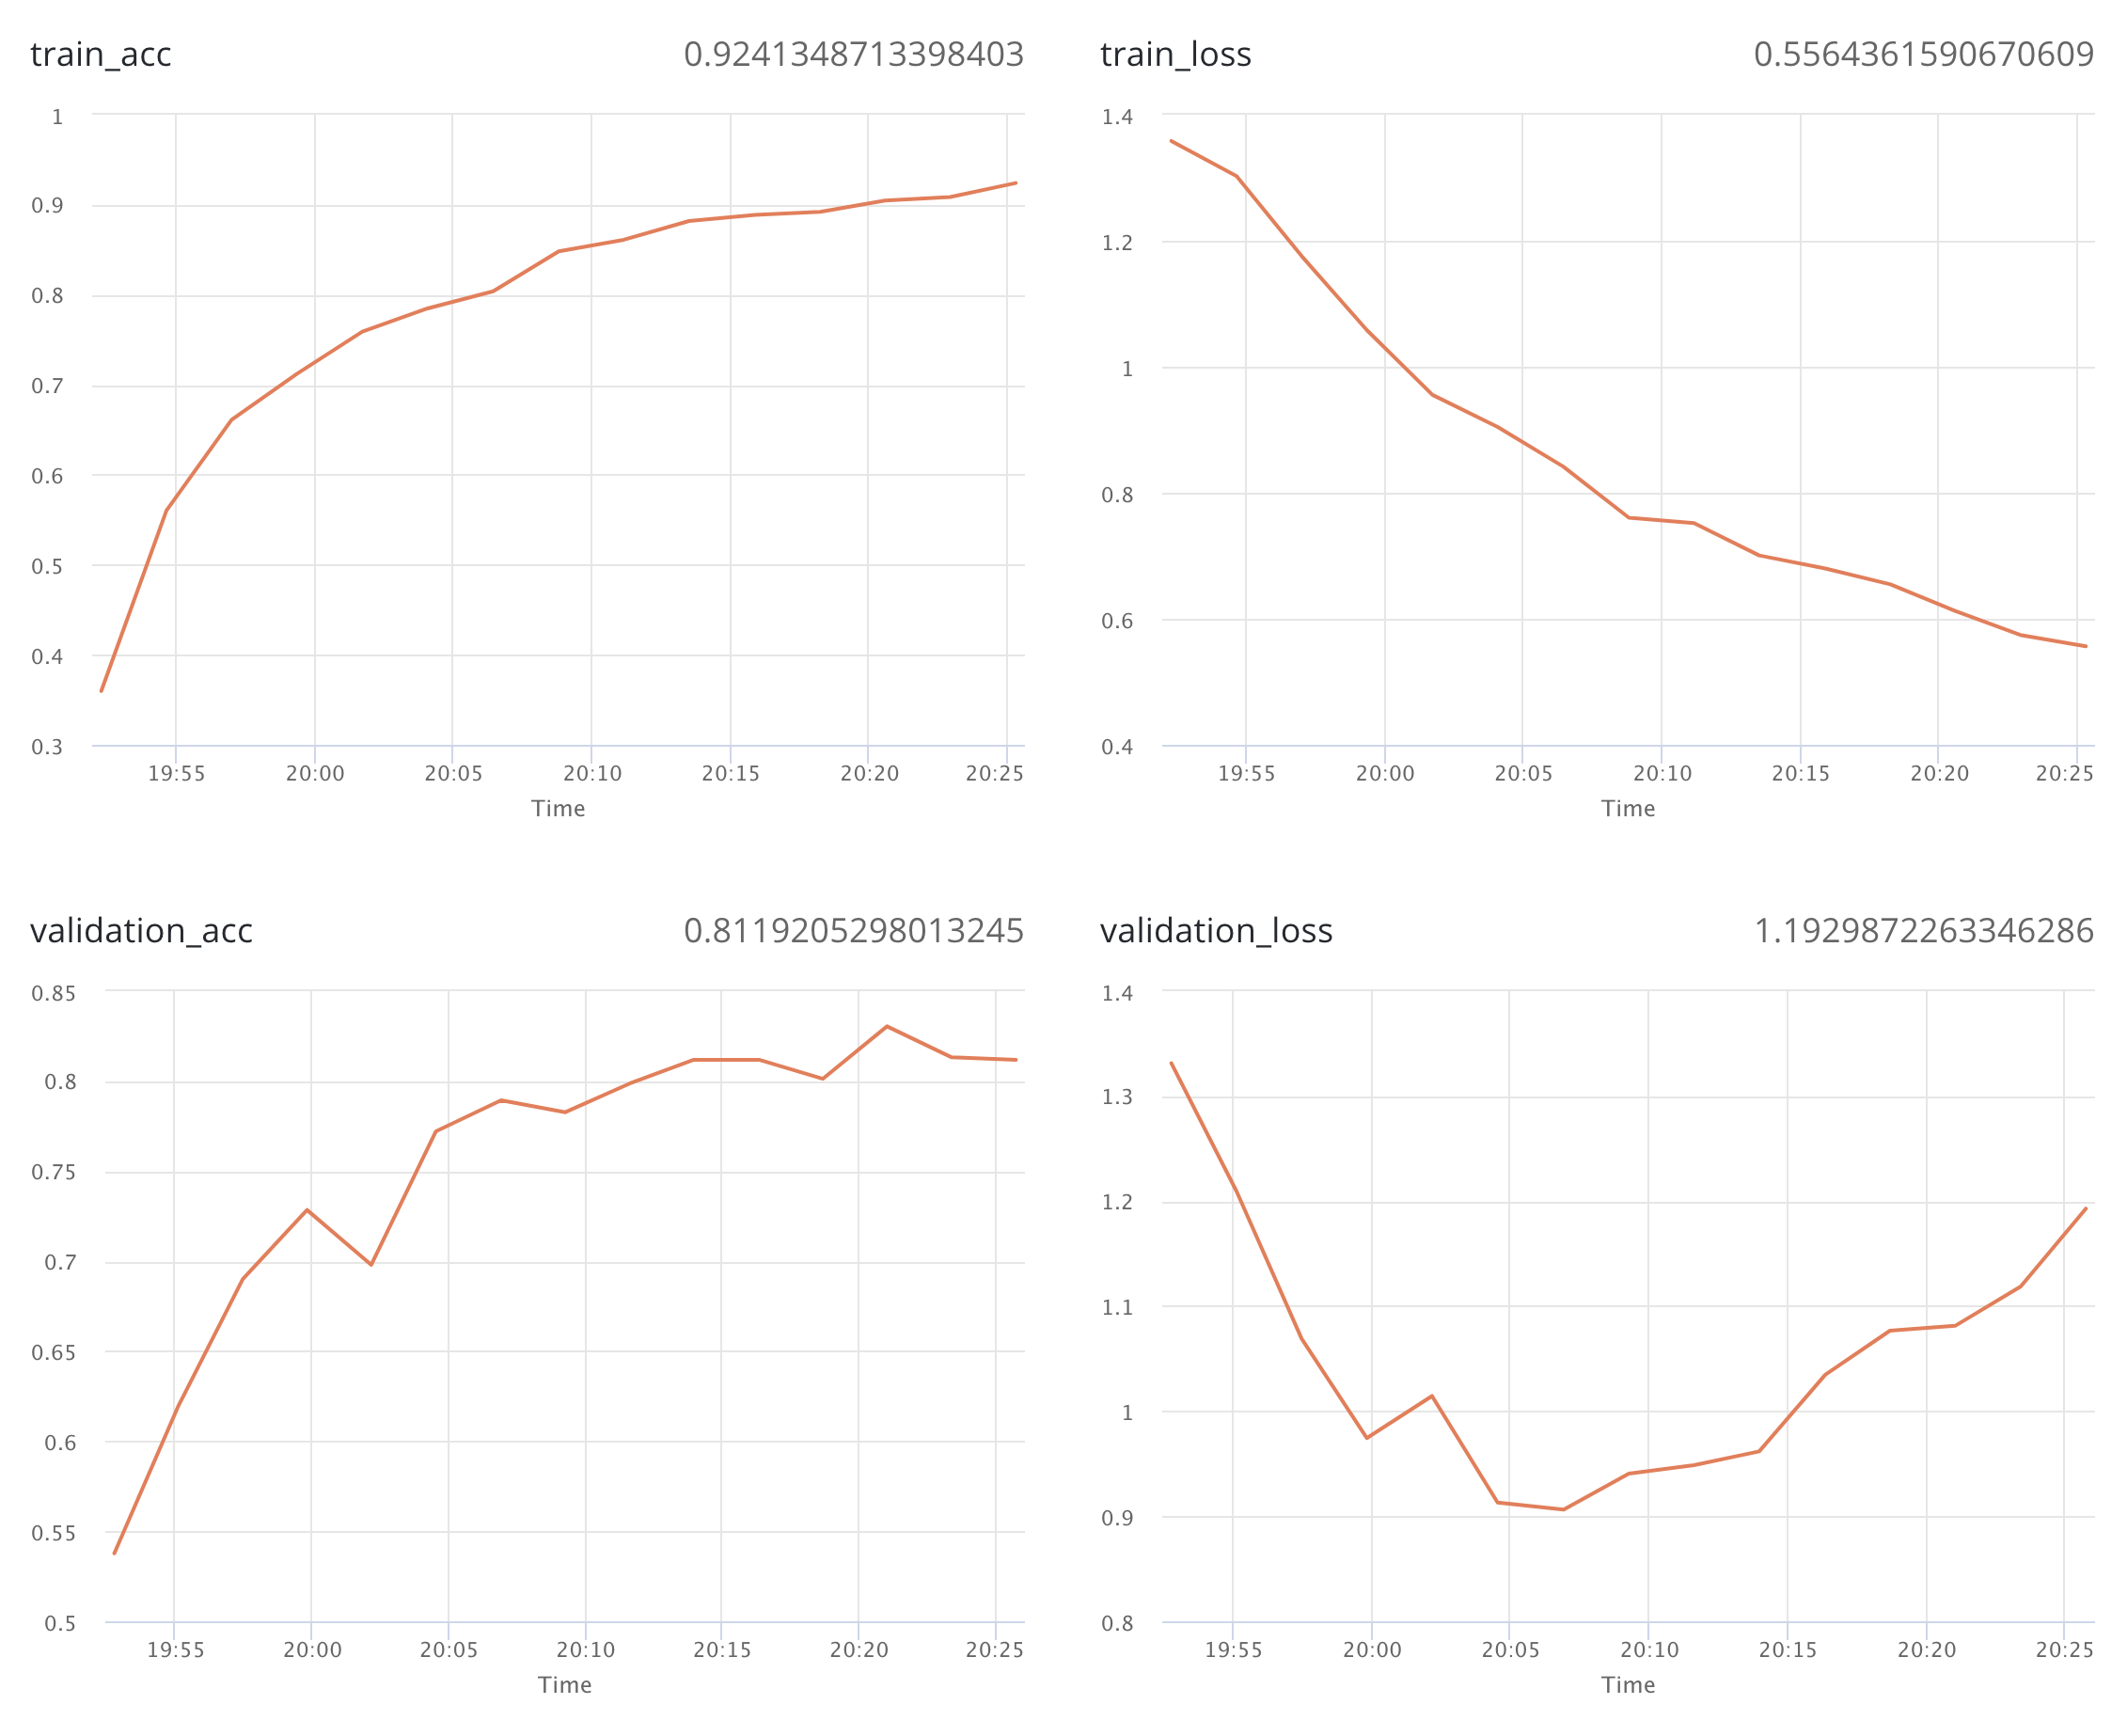 train_acc 0.9241348713398403
1
0.9
0.8
0.7
0.6
0.5
0.4
0.3
19:55 20:00 20:05 20:10 20:15 20:20 20:25
Time
train_loss 0.5564361590670609
1.4
1.2
1
0.8
0.6
0.4
19:55 20:00 20:05 20:10 20:15 20:20 20:25
Time
validation_acc 0.8119205298013245
0.85
0.8
0.75
0.7
0.65
0.6
0.55
0.5
19:55 20:00 20:05 20:10 20:15 20:20 20:25
Time
validation_loss 1.1929872263346286
1.4
1.3
1.2
1.1
1
0.9
0.8
19:55 20:00 20:05 20:10 20:15 20:20 20:25
Time